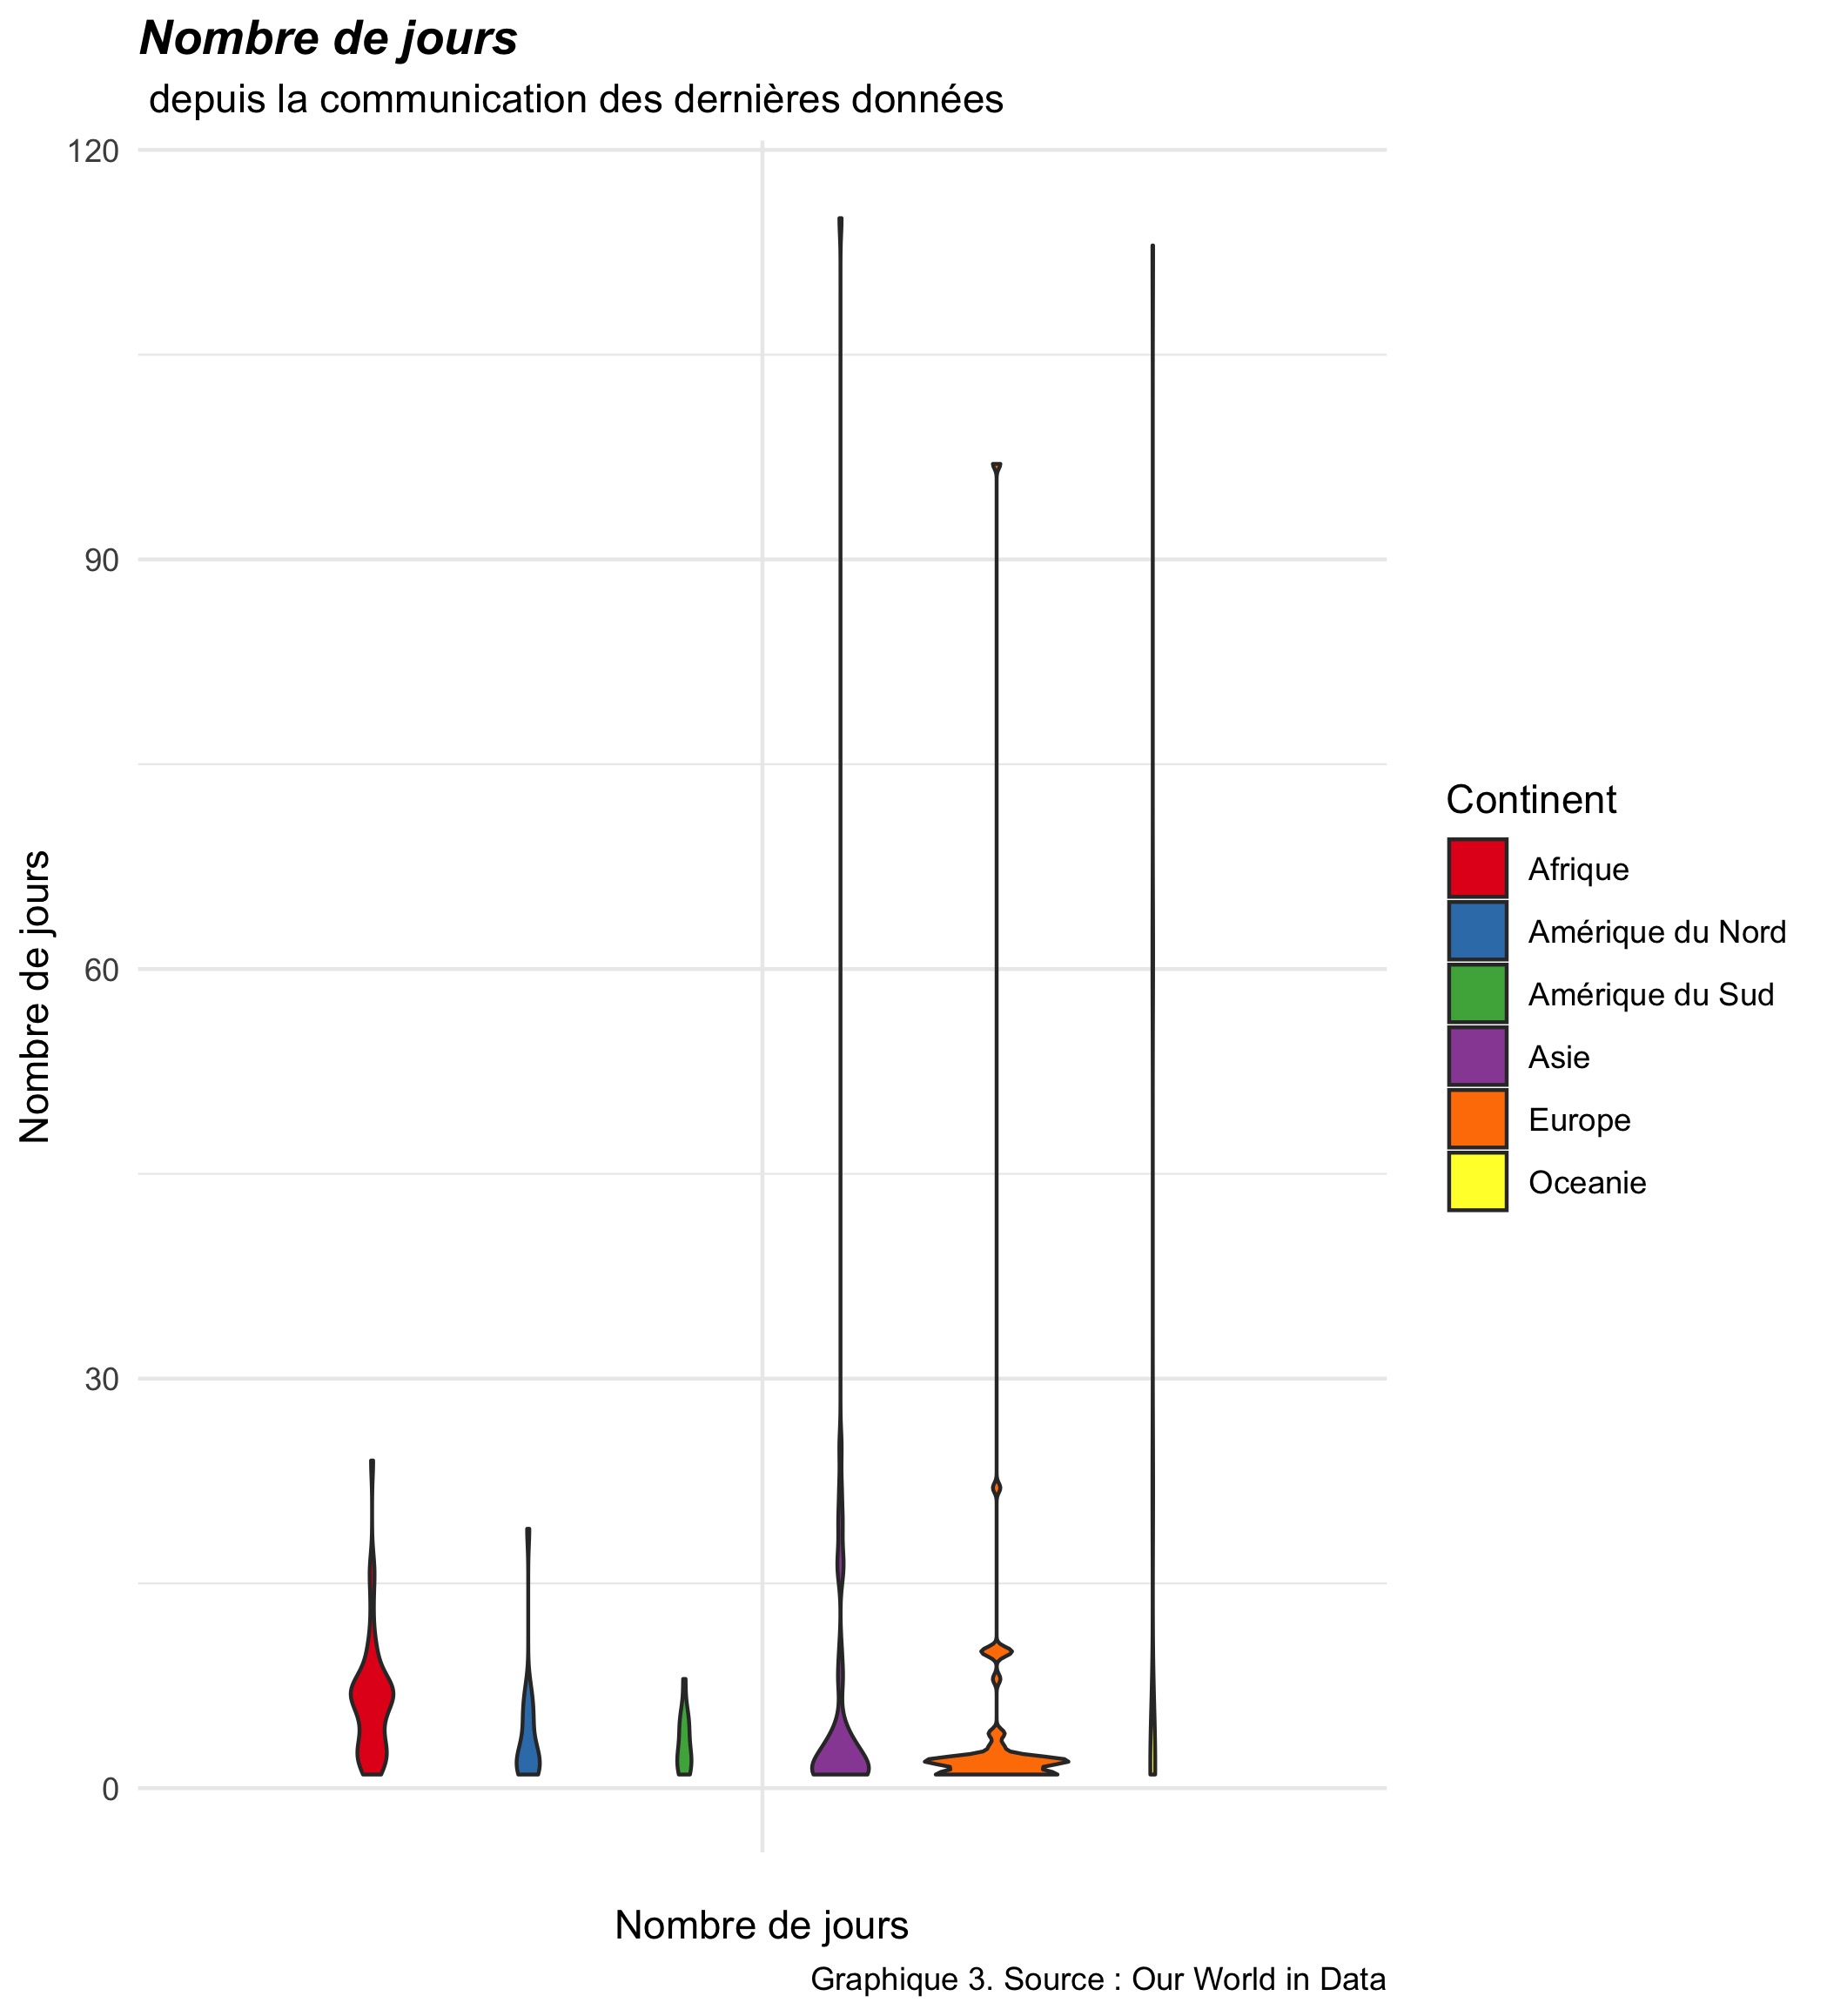 Nombre de jours
depuis la communication des dernières données
120
90
60
30
0
Nombre de jours
Nombre de jours
Continent
Afrique
Amérique du Nord
Amérique du Sud
Asie
Europe
Oceanie
Graphique 3. Source : Our World in Data